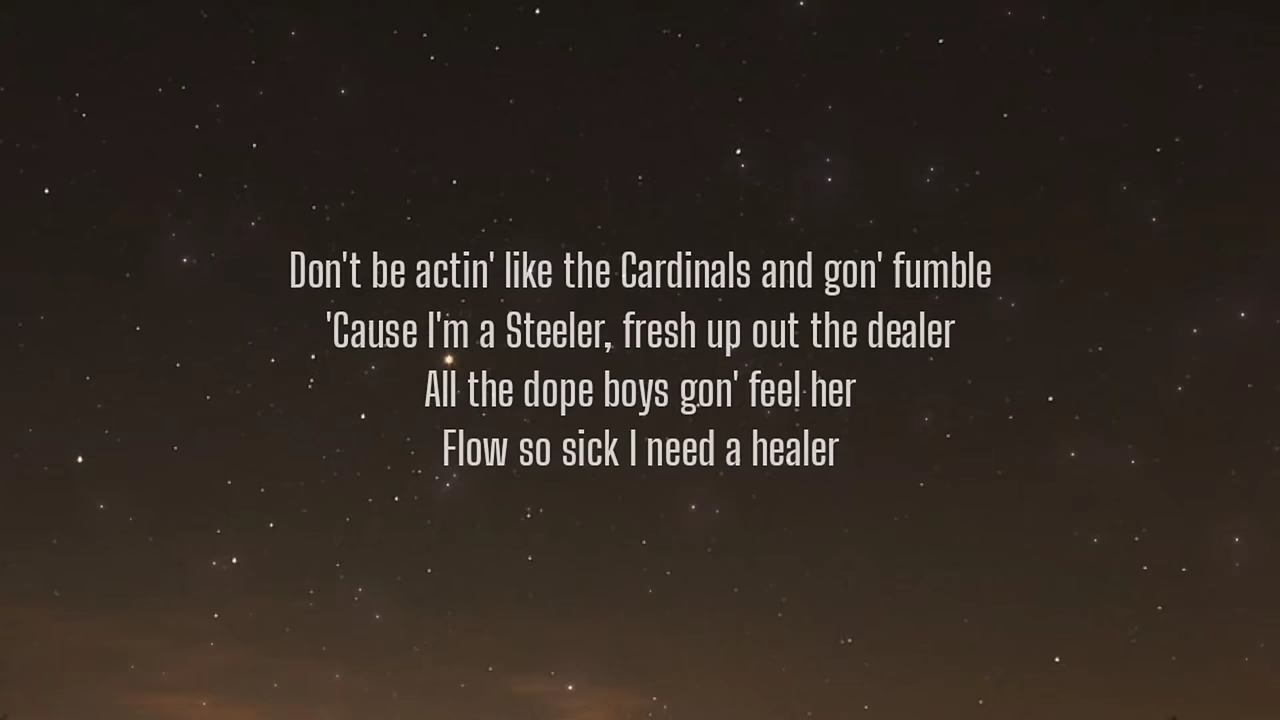 Don't be actin' like the Cardinals and gon' fumble
'Cause I'm a Steeler, fresh up out the dealer
All the dope boys gon' feel her
Flow so sick I need a healer